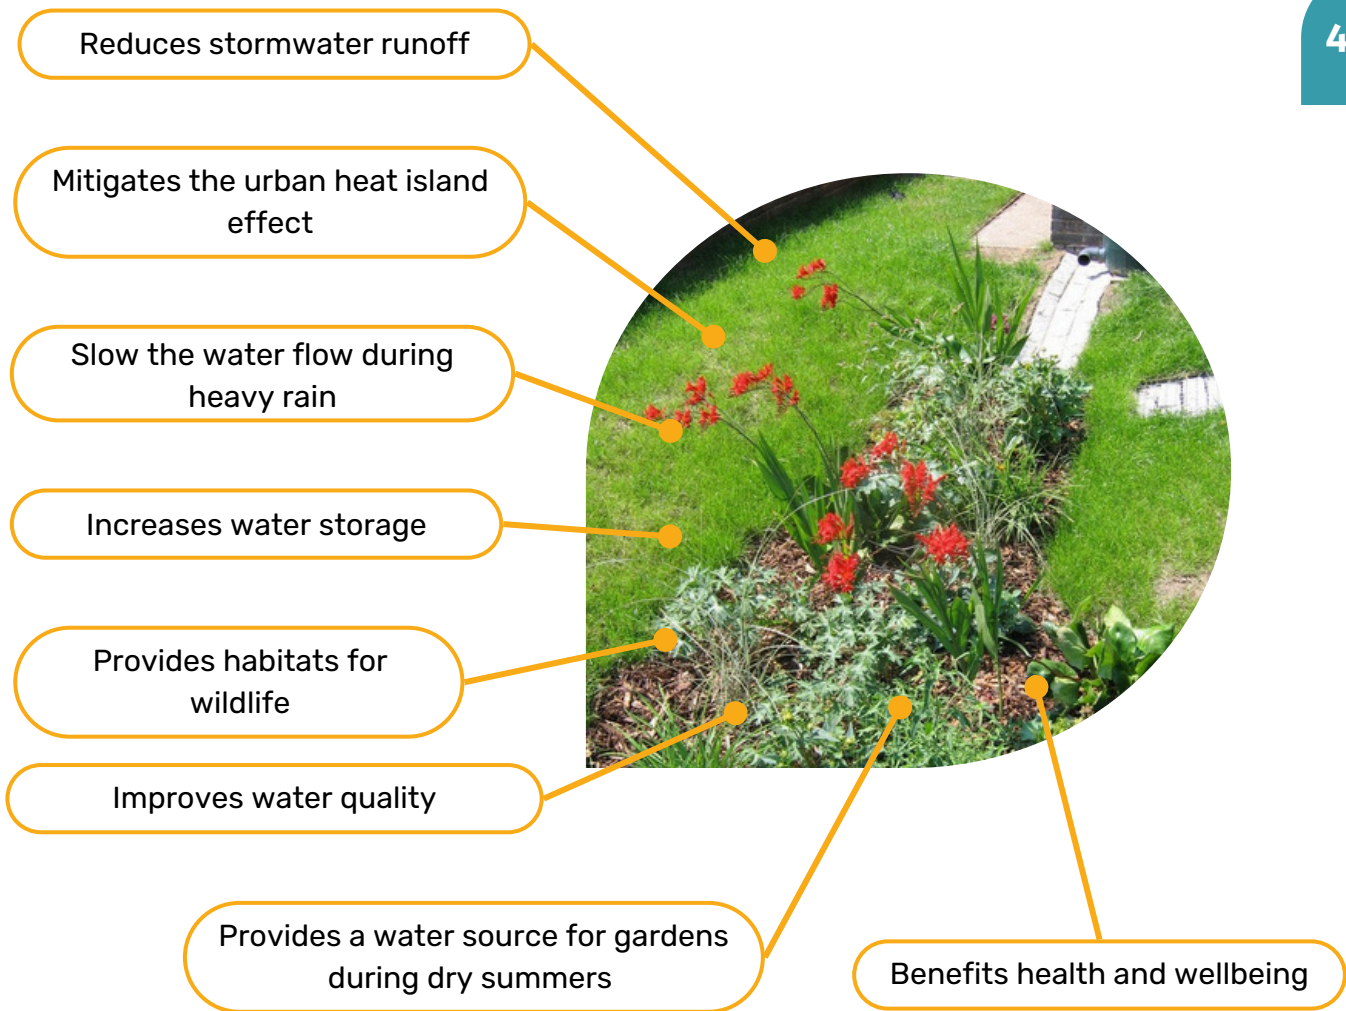 Reduces stormwater runoff
4
Mitigates the urban heat island
effect
Slow the water flow during
heavy rain
Increases water storage
Provides habitats for
wildlife
Improves water quality
Provides a water source for gardens
during dry summers
Benefits health and wellbeing